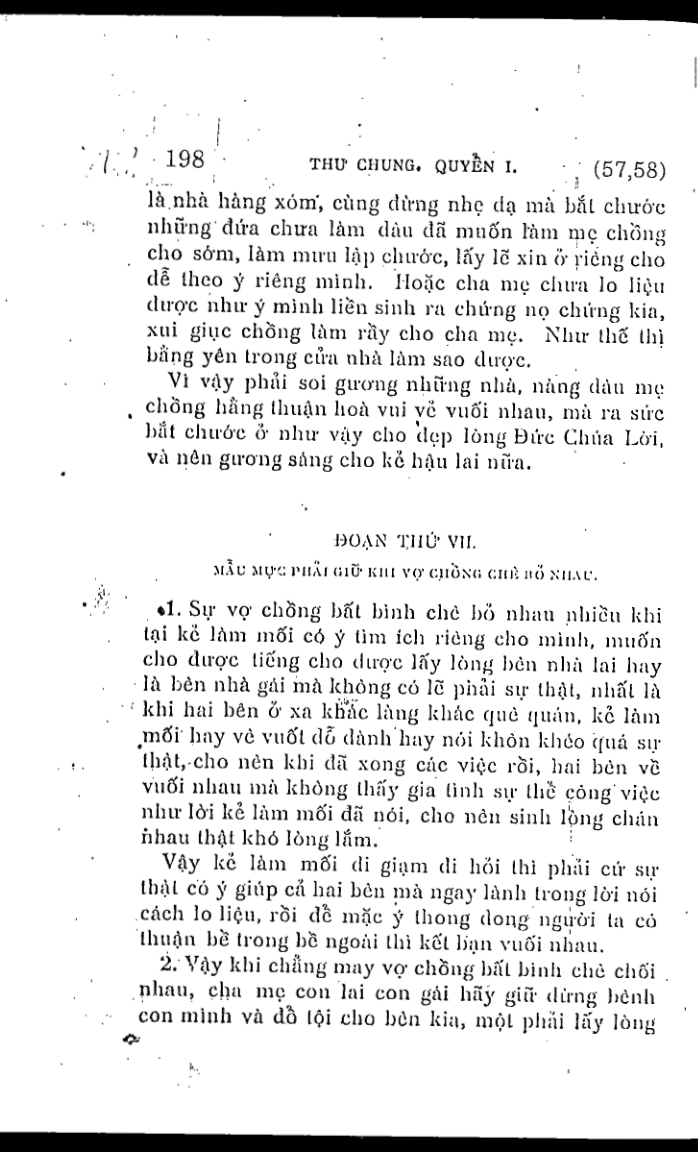 198 THƯ CHUNG. QUYỂN I. (57,58)
là nhà hàng xóm, cùng đừng nhẹ dạ mà bắt chước
những đứa chưa làm dâu đã muốn làm mẹ chồng
cho sớm, làm mưu lập chước, lấy lẽ xin ở riêng cho
dễ theo ý riêng mình. Hoặc cha mẹ chưa lo liệu
được như ý mình liền sinh ra chứng nọ chứng kia,
xui giục chồng làm rầy cho cha mẹ. Như thế thì
bằng yên trong cửa nhà làm sao được.
Vì vậy phải soi gương những nhà, nàng dâu mẹ
chồng hằng thuận hoà vui vẻ vuối nhau, mà ra sức
bắt chước ở như vậy cho đẹp lòng Đức Chúa Lời,
và nên gương sáng cho kẻ hậu lai nữa.
ĐOẠN THỨ VII.
MẪU MỰC PHẢI GIỮ KHI VỢ CHỒNG CHÊ BỎ NHAU.
1. Sự vợ chồng bất bình chê bỏ nhau nhiều khi
tại kẻ làm mối có ý tìm ích riêng cho mình, muốn
cho được tiếng cho được lấy lòng bên nhà lai hay
là bên nhà gái mà không có lẽ phải sự thật, nhất là
khi hai bên ở xa khác làng khác quê quán, kẻ làm
mối hay vẽ vuốt dỗ dành hay nói khôn khéo quá sự
thật, cho nên khi đã xong các việc rồi, hai bên về
vuối nhau mà không thấy gia tình sự thể công việc
như lời kẻ làm mối đã nói, cho nên sinh lòng chán
nhau thật khó lòng lắm.
Vậy kẻ làm mối đi giạm đi hỏi thì phải cứ sự
thật có ý giúp cả hai bên mà ngay lành trong lời nói
cách lo liệu, rồi để mặc ý thong dong người ta có
thuận bề trong bề ngoài thì kết bạn vuối nhau.
2. Vậy khi chẳng may vợ chồng bất bình chê chối
nhau, cha mẹ con lai con gái hãy giữ đừng bênh
con mình và đổ tội cho bên kia, một phải lấy lòng